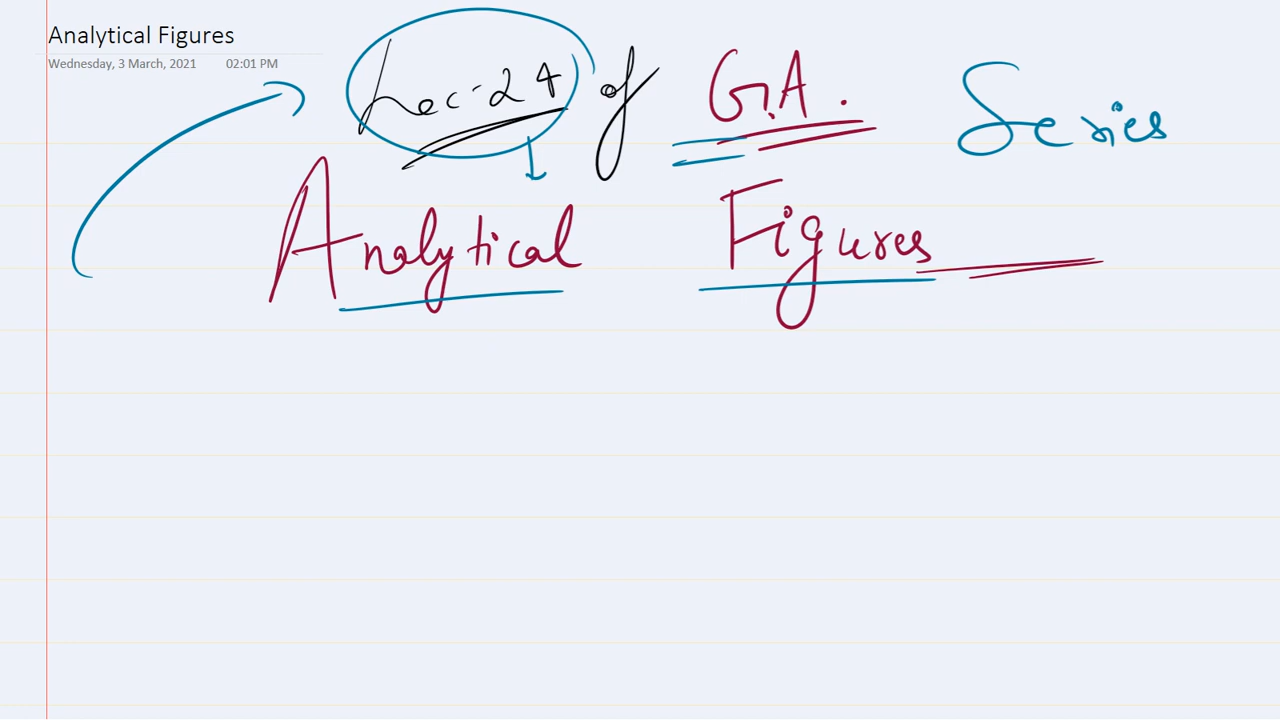 Analytical Figures
Wednesday, 3 March, 2021 02:01 PM
Lec-24 of G.A. Series
Analytical Figures